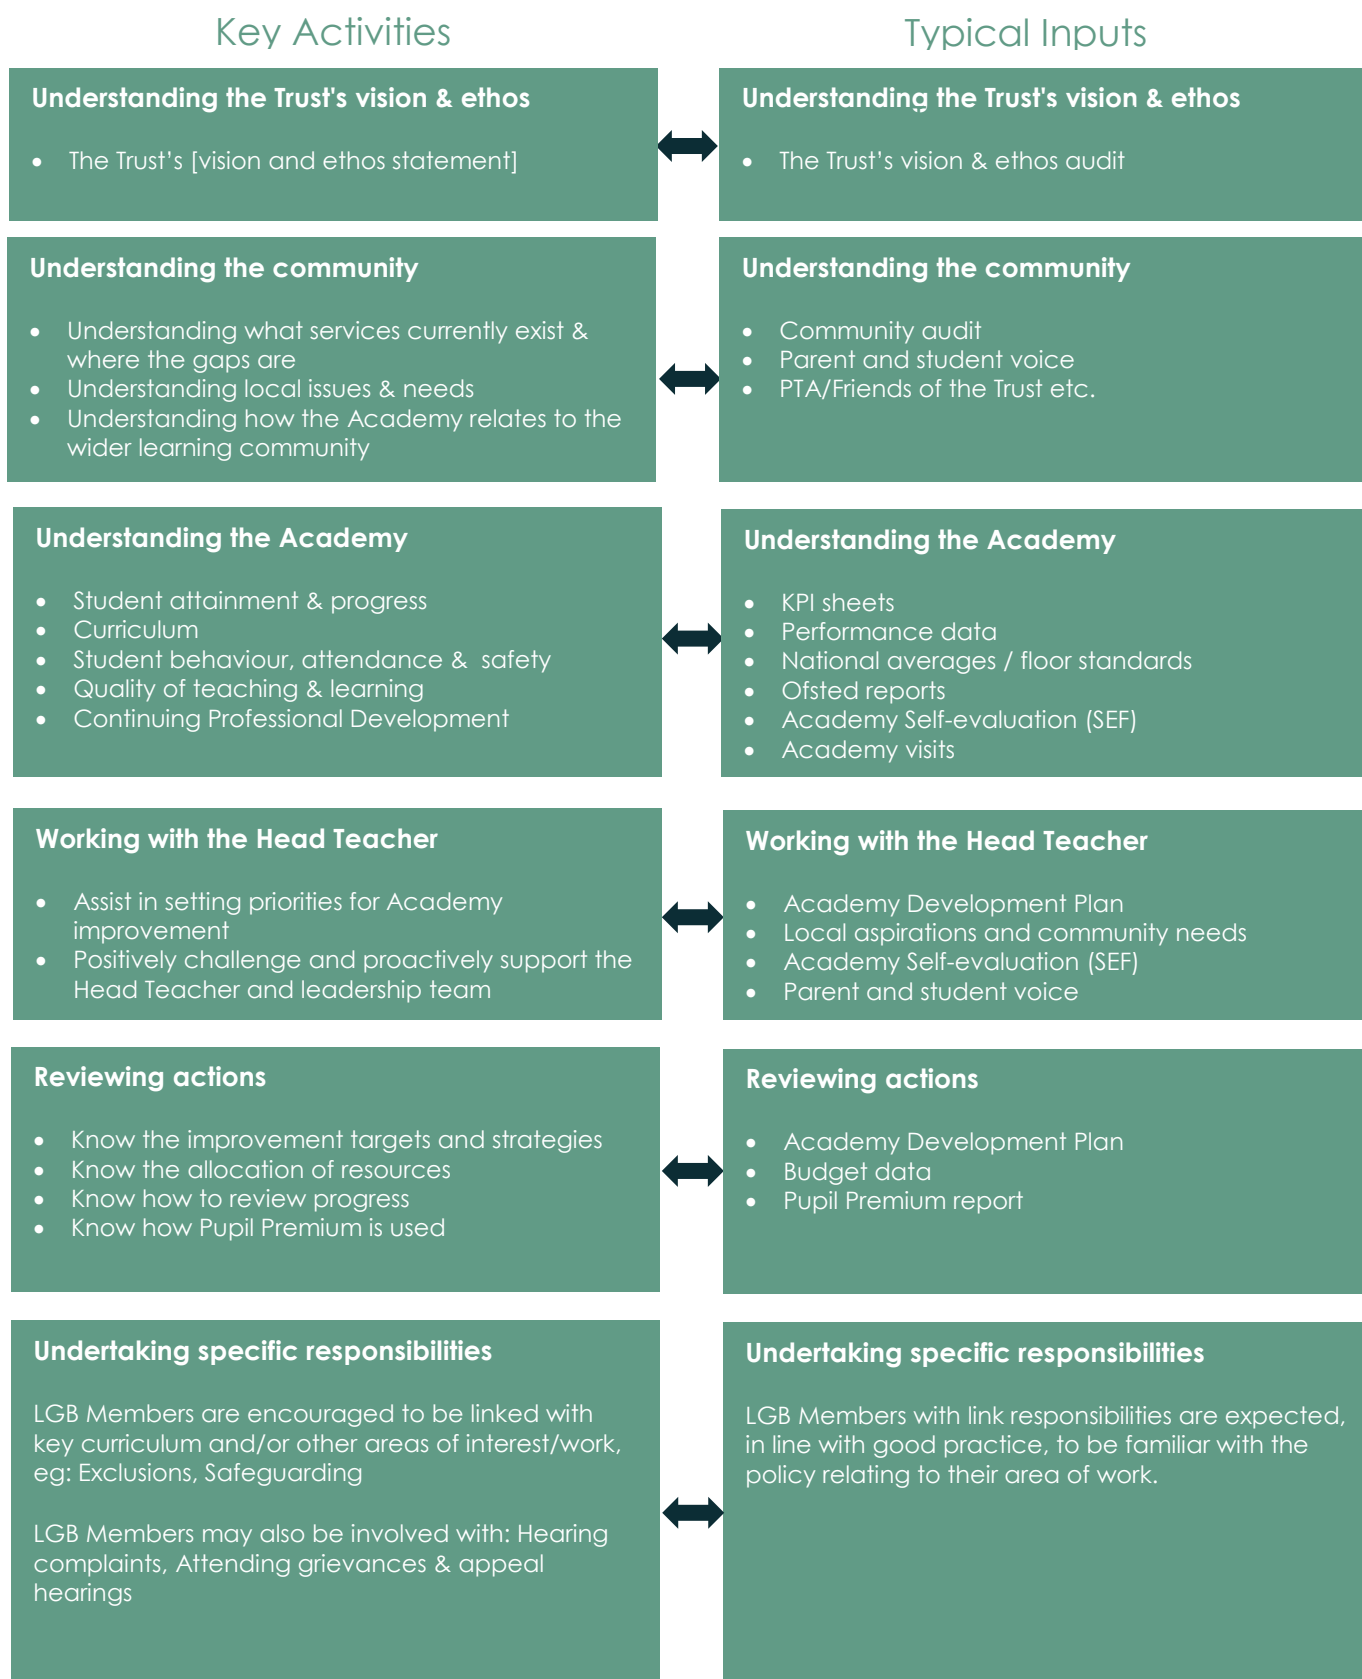 Key Activities
Typical Inputs
Understanding the Trust's vision & ethos
• The Trust’s [vision and ethos statement]
Understanding the Trust's vision & ethos
• The Trust’s vision & ethos audit
Understanding the community
• Understanding what services currently exist &
where the gaps are
• Understanding local issues & needs
• Understanding how the Academy relates to the
wider learning community
Understanding the community
• Community audit
• Parent and student voice
• PTA/Friends of the Trust etc.
Understanding the Academy
• Student attainment & progress
• Curriculum
• Student behaviour, attendance & safety
• Quality of teaching & learning
• Continuing Professional Development
Understanding the Academy
• KPI sheets
• Performance data
• National averages / floor standards
• Ofsted reports
• Academy Self-evaluation (SEF)
• Academy visits
Working with the Head Teacher
• Assist in setting priorities for Academy
improvement
• Positively challenge and proactively support the
Head Teacher and leadership team
Working with the Head Teacher
• Academy Development Plan
• Local aspirations and community needs
• Academy Self-evaluation (SEF)
• Parent and student voice
Reviewing actions
• Know the improvement targets and strategies
• Know the allocation of resources
• Know how to review progress
• Know how Pupil Premium is used
Reviewing actions
• Academy Development Plan
• Budget data
• Pupil Premium report
Undertaking specific responsibilities
LGB Members are encouraged to be linked with
key curriculum and/or other areas of interest/work,
eg: Exclusions, Safeguarding
LGB Members may also be involved with: Hearing
complaints, Attending grievances & appeal
hearings
Undertaking specific responsibilities
LGB Members with link responsibilities are expected,
in line with good practice, to be familiar with the
policy relating to their area of work.